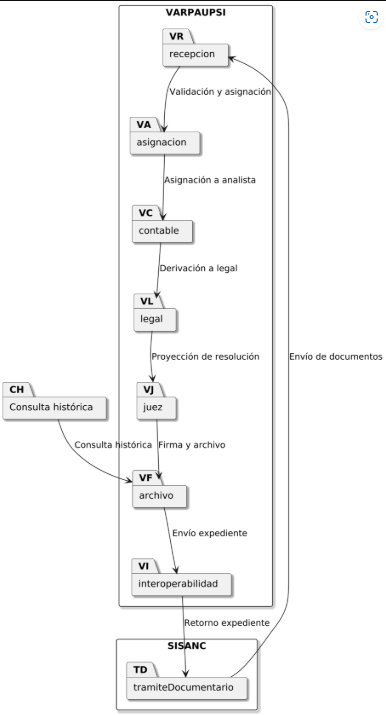 VARPAUPSI
VR
recepcion
Validación y asignación
VA
asignacion
Asignación a analista
VC
contable
Derivación a legal
VL
legal
Proyección de resolución
Envío de documentos
CH
Consulta histórica
VJ
juez
Consulta histórica
Firma y archivo
VF
archivo
Envío expediente
VI
interoperabilidad
Retorno expediente
SISANC
TD
tramiteDocumentario